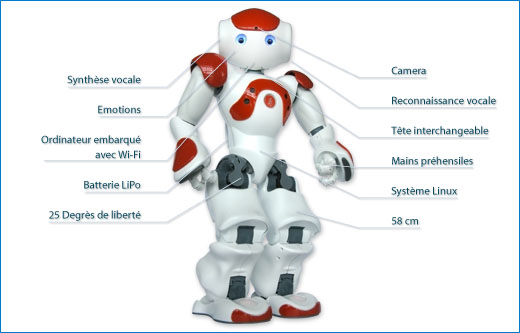 Synthèse vocale
Emotions
Ordinateur embarqué
avec Wi-Fi
Batterie LiPo
25 Degrès de liberté
Camera
Reconnaissance vocale
Tête interchangeable
Mains préhensiles
Système Linux
58 cm